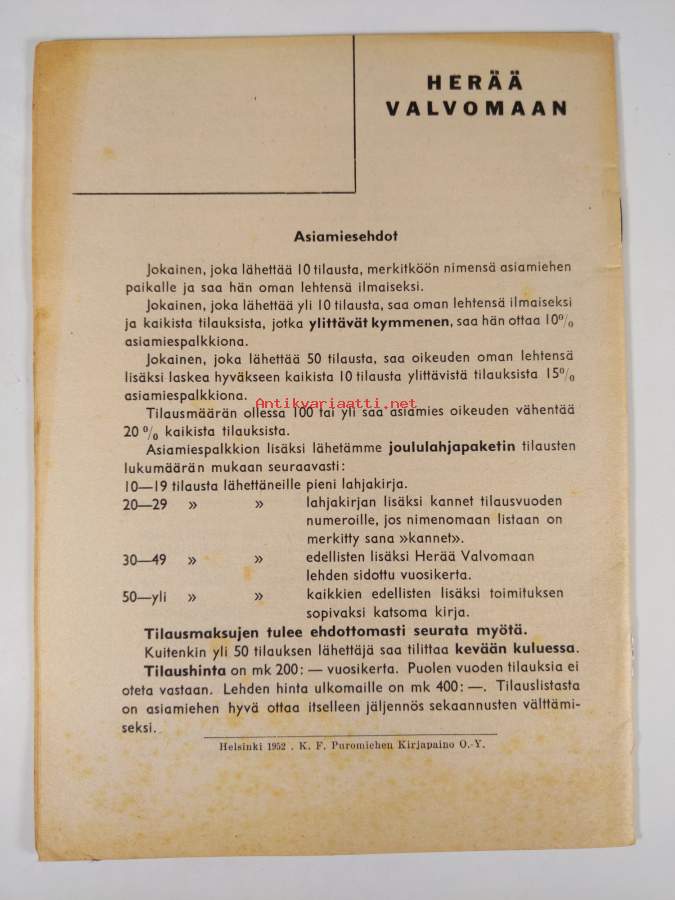 HERÄÄ
VALVOMAAN
Asiamiesehdot
Jokainen, joka lähettää 10 tilausta, merkitköön nimensä asiamiehen
paikalle ja saa hän oman lehtensä ilmaiseksi.
Jokainen, joka lähettää yli 10 tilausta, saa oman lehtensä ilmaiseksi
ja kaikista tilauksista, jotka ylittävät kymmenen, saa hän ottaa 10%
asiamiespalkkiona.
Jokainen, joka lähettää 50 tilausta, saa oikeuden oman lehtensä
lisäksi laskea hyväkseen kaikista 10 tilausta ylittävistä tilauksista 15%
asiamiespalkkiona.
Antikvariaatti.net
Tilausmäärän ollessa 100 tai yli saa asiamies oikeuden vähentää
20 % kaikista tilauksista.
Asiamiespalkkion lisäksi lähetämme joululahjapaketin tilausten
lukumäärän mukaan seuraavasti:
10—19 tilausta lähettäneille pieni lahjakirja.
20—29 » » lahjakirjan lisäksi kannet tilausvuoden
numeroille, jos nimenomaan listaan on
merkitty sana »kannet».
30—49 » » edellisten lisäksi Herää Valvomaan
lehden sidottu vuosikerta.
50—yli » » kaikkien edellisten lisäksi toimituksen
sopivaksi katsoma kirja.
Tilausmaksujen tulee ehdottomasti seurata myötä.
Kuitenkin yli 50 tilauksen lähettäjä saa tilittaa kevään kuluessa.
Tilaushinta on mk 200: — vuosikerta. Puolen vuoden tilauksia ei
oteta vastaan. Lehden hinta ulkomaille on mk 400: —. Tilauslistasta
on asiamiehen hyvä ottaa itselleen jäljennös sekaannusten välttämi-
seksi.
Helsinki 1952 . K. F. Puromiehen Kirjapaino O.-Y.